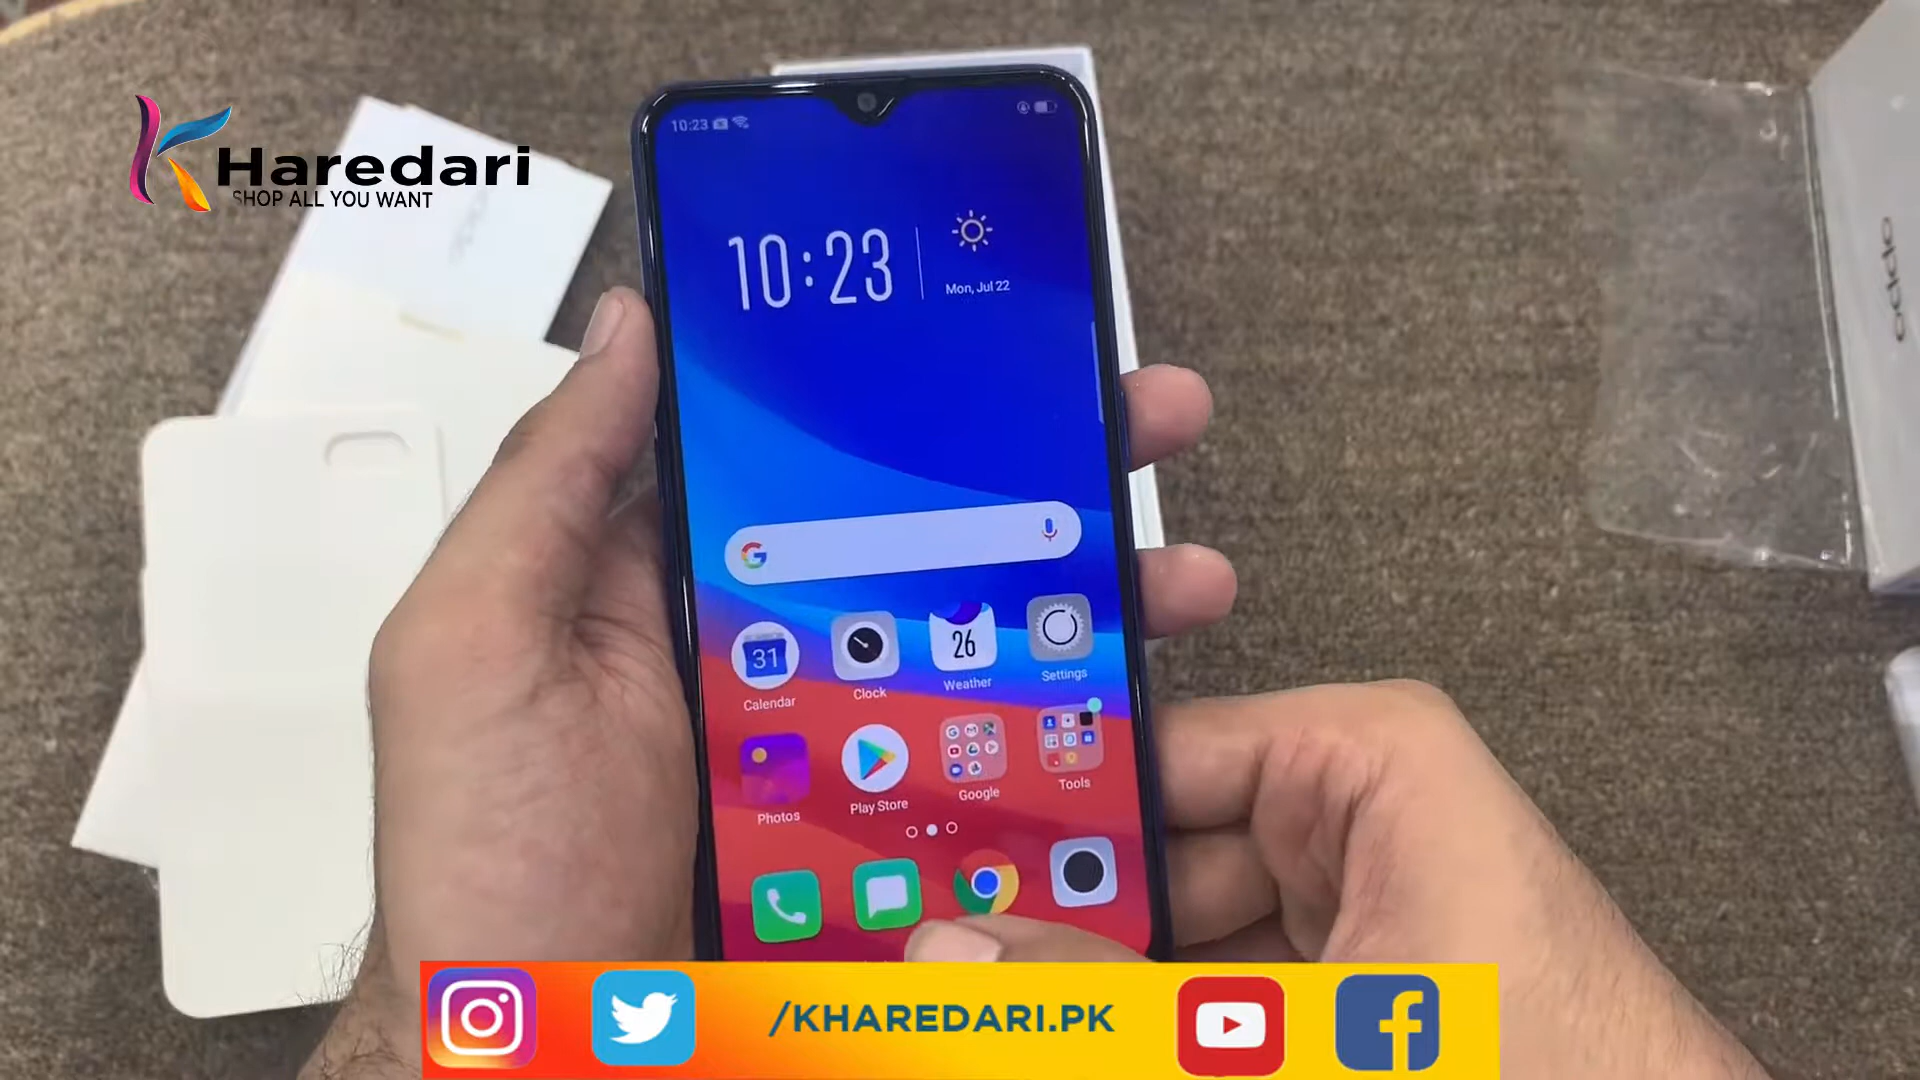 Haredari
SHOP ALL YOU WANT
oppo
10:23
10:23
Mon, Jul 22
31
26
Calendar
Clock
Weather
Settings
Photos
Play Store
Google
Tools
oppo
/KHAREDARI.PK